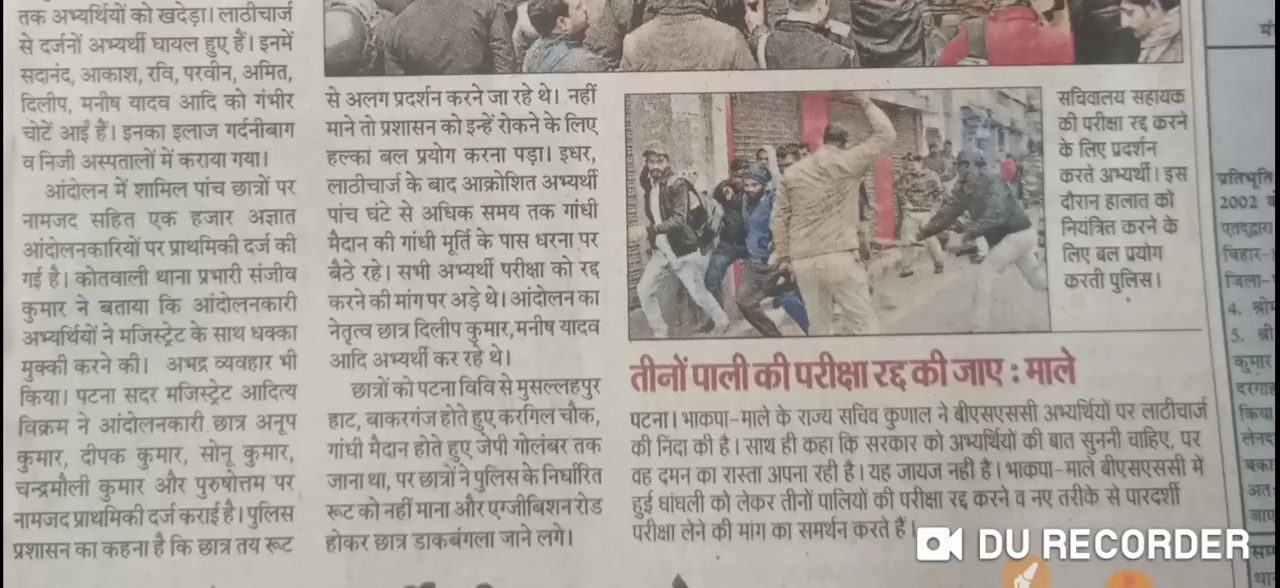 तक अभ्यर्थियों को खदेड़ा। लाठीचार्ज
से दर्जनों अभ्यर्थी घायल हुए हैं। इनमें
सदानंद, आकाश, रवि, परवीन, अमित,
दिलीप, मनीष यादव आदि को गंभीर
चोटें आईं हैं। इनका इलाज गर्दनीबाग
व निजी अस्पतालों में कराया गया।
आंदोलन में शामिल पांच छात्रों पर
नामजद सहित एक हजार अज्ञात
आंदोलनकारियों पर प्राथमिकी दर्ज की
गई है। कोतवाली थाना प्रभारी संजीव
कुमार ने बताया कि आंदोलनकारी
अभ्यर्थियों ने मजिस्ट्रेट के साथ धक्का
मुक्की करने की। अभद्र व्यवहार भी
किया। पटना सदर मजिस्ट्रेट आदित्य
विक्रम ने आंदोलनकारी छात्र अनूप
कुमार, दीपक कुमार, सोनू कुमार,
चन्द्रमौली कुमार और पुरुषोत्तम पर
नामजद प्राथमिकी दर्ज कराई है। पुलिस
प्रशासन का कहना है कि छात्र तय रूट
से अलग प्रदर्शन करने जा रहे थे। नहीं
माने तो प्रशासन को इन्हें रोकने के लिए
हल्का बल प्रयोग करना पड़ा। इधर,
लाठीचार्ज के बाद आक्रोशित अभ्यर्थी
पांच घंटे से अधिक समय तक गांधी
मैदान की गांधी मूर्ति के पास धरना पर
बैठे रहे। सभी अभ्यर्थी परीक्षा को रद्द
करने की मांग पर अड़े थे। आंदोलन का
नेतृत्व छात्र दिलीप कुमार, मनीष यादव
आदि अभ्यर्थी कर रहे थे।
छात्रों को पटना विवि से मुसल्लहपुर
हाट, बाकरगंज होते हुए करगिल चौक,
गांधी मैदान होते हुए जेपी गोलंबर तक
जाना था, पर छात्रों ने पुलिस के निर्धारित
रूट को नहीं माना और एग्जीबिशन रोड
होकर छात्र डाकबंगला जाने लगे।
सचिवालय सहायक
की परीक्षा रद्द करने
के लिए प्रदर्शन
करते अभ्यर्थी। इस
दौरान हालात को
नियंत्रित करने के
लिए बल प्रयोग
करती पुलिस।
तीनों पाली की परीक्षा रद्द की जाए : माले
पटना। भाकपा-माले के राज्य सचिव कुणाल ने बीएसएससी अभ्यर्थियों पर लाठीचार्ज
की निंदा की है। साथ ही कहा कि सरकार को अभ्यर्थियों की बात सुननी चाहिए, पर
वह दमन का रास्ता अपना रही है। यह जायज नहीं है। भाकपा-माले बीएसएससी में
हुई धांधली को लेकर तीनों पालियों की परीक्षा रद्द करने व नए तरीके से पारदर्शी
परीक्षा लेने की मांग का समर्थन करते हैं।
प्रतिभूति
2002
एतद्द्वारा
बिहार-
जिला-
4.
5. श्री
कुमार
दरगाह
किया
लेनद
बका
अत
जाए
DU RECORDER